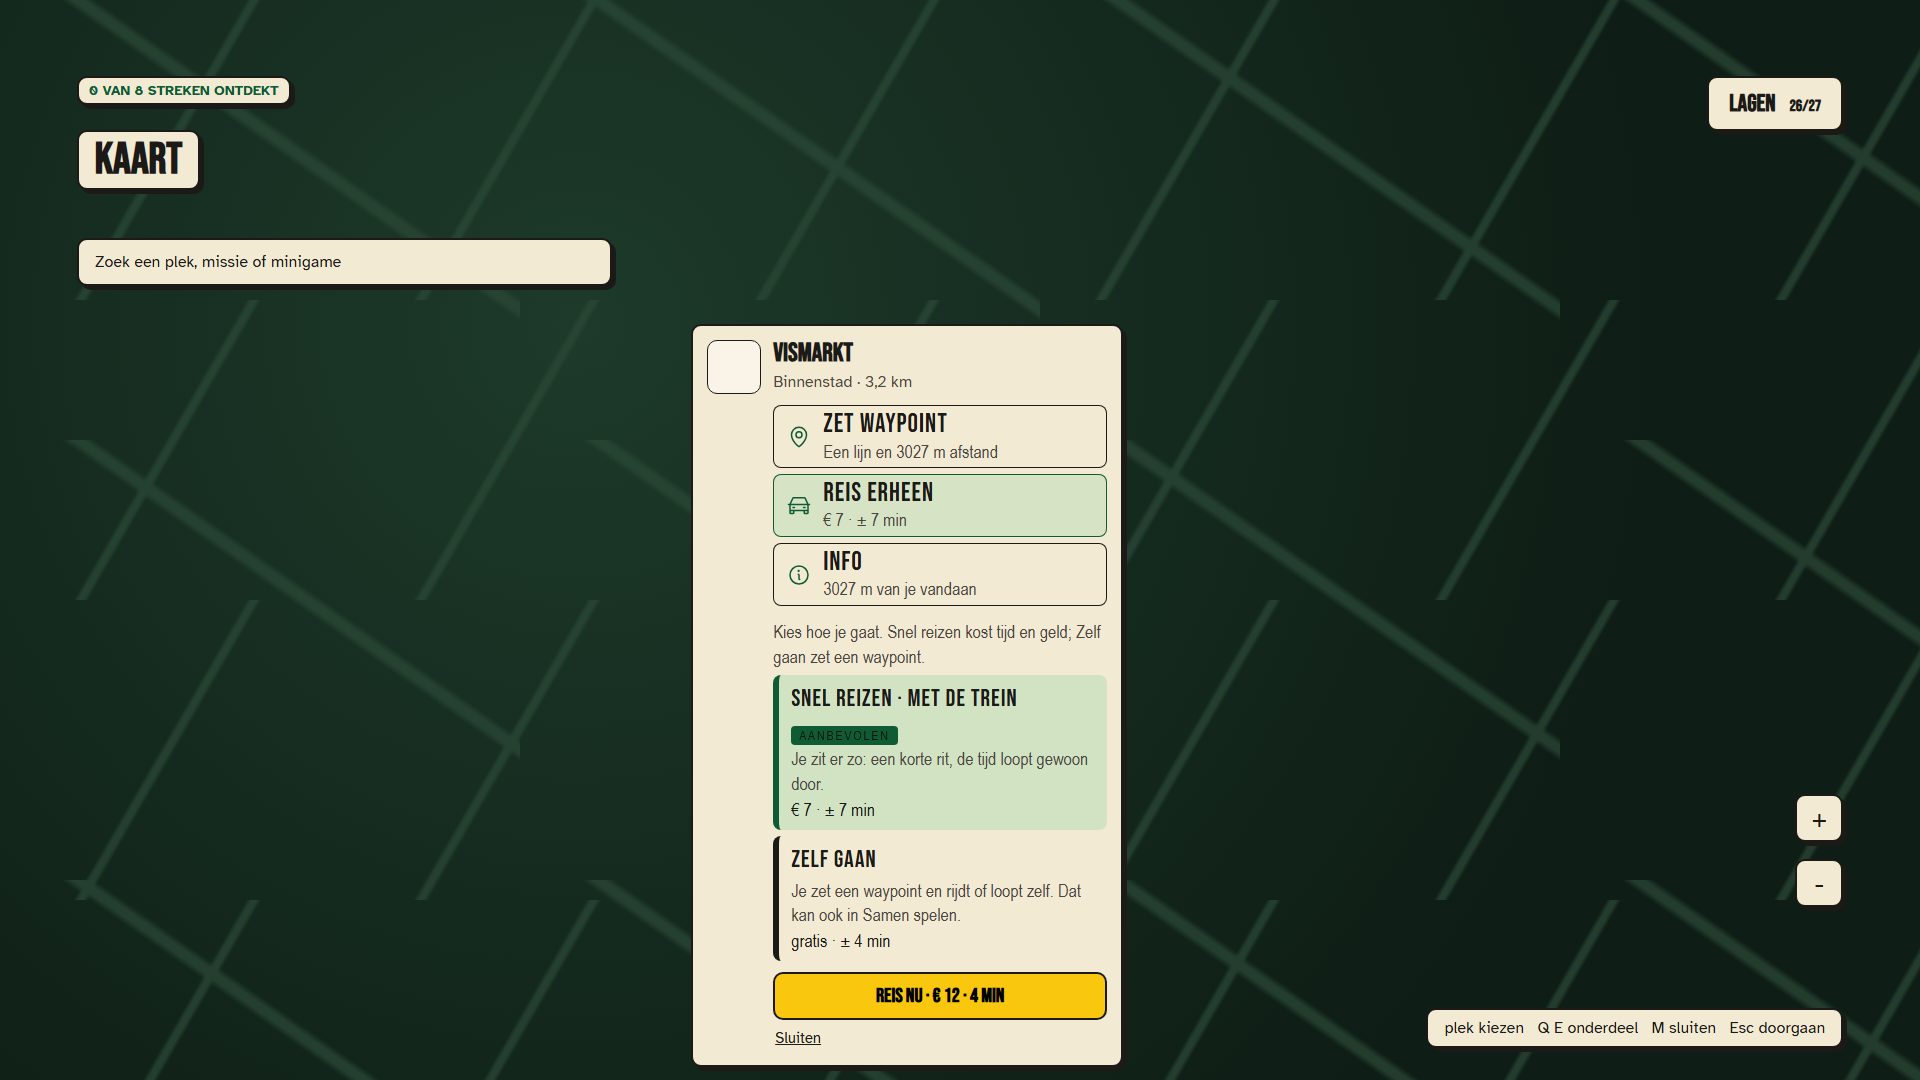 0 VAN 8 STREKEN ONTDEKT
KAART
Zoek een plek, missie of minigame
LAGEN 26/27
VISMARKT
Binnenstad · 3,2 km
ZET WAYPOINT
Een lijn en 3027 m afstand
REIS ERHEEN
€ 7 · ± 7 min
INFO
3027 m van je vandaan
Kies hoe je gaat. Snel reizen kost tijd en geld; Zelf
gaan zet een waypoint.
SNEL REIZEN · MET DE TREIN
AANBEVOLEN
Je zit er zo: een korte rit, de tijd loopt gewoon
door.
€ 7 · ± 7 min
ZELF GAAN
Je zet een waypoint en rijdt of loopt zelf. Dat
kan ook in Samen spelen.
gratis · ± 4 min
REIS NU · € 12 · 4 MIN
Sluiten
+
-
plek kiezen Q E onderdeel M sluiten Esc doorgaan